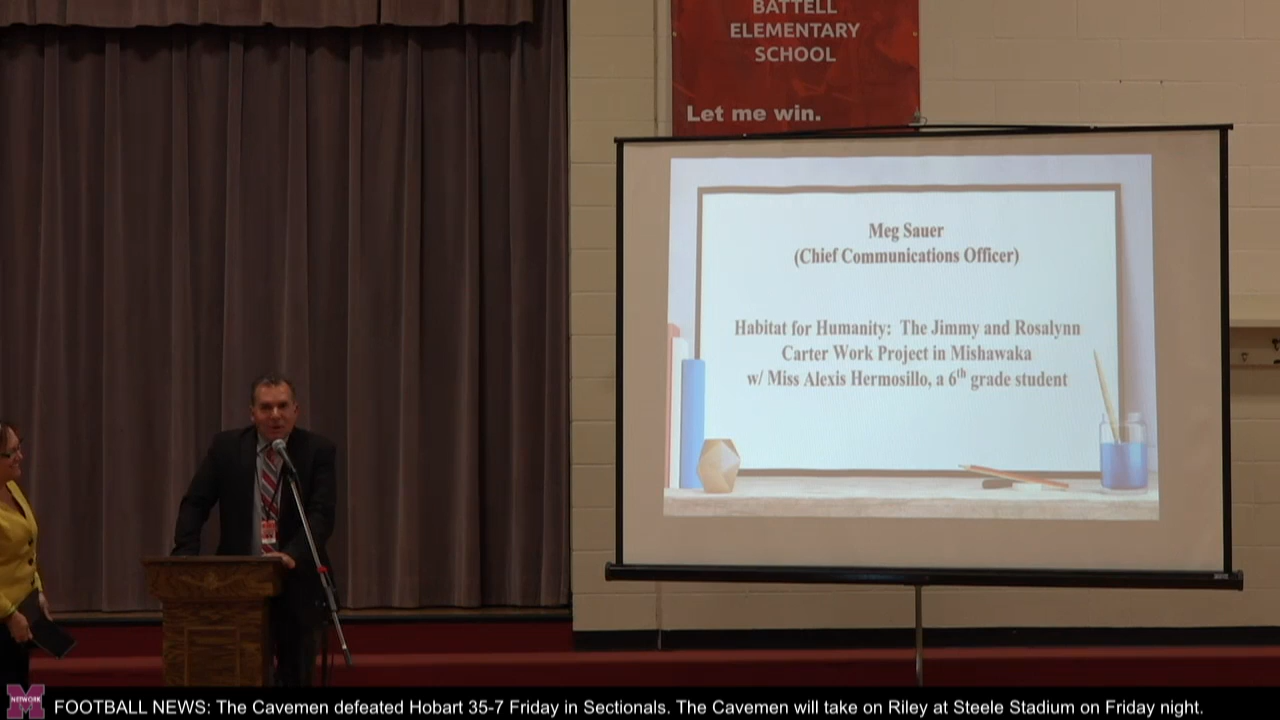 BATTELL
ELEMENTARY
SCHOOL
Let me win.
Meg Sauer
(Chief Communications Officer)
Habitat for Humanity: The Jimmy and Rosalynn
Carter Work Project in Mishawaka
w/ Miss Alexis Hermosillo, a 6th grade student
M
NETWORK
FOOTBALL NEWS: The Cavemen defeated Hobart 35-7 Friday in Sectionals. The Cavemen will take on Riley at Steele Stadium on Friday night.